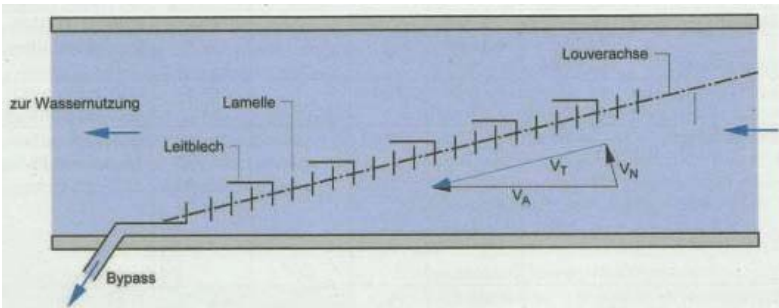 Louverachse
zur Wassernutzung
Lamelle
Leitblech
V_T
V_N
V_A
Bypass